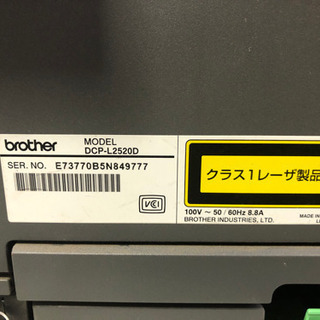 brother
MODEL
DCP-L2520D
SER. NO. E73770B5N849777
クラス1レーザ製品
VCCI
100V ~ 50 / 60Hz 8.8A
BROTHER INDUSTRIES, LTD.
MADE IN